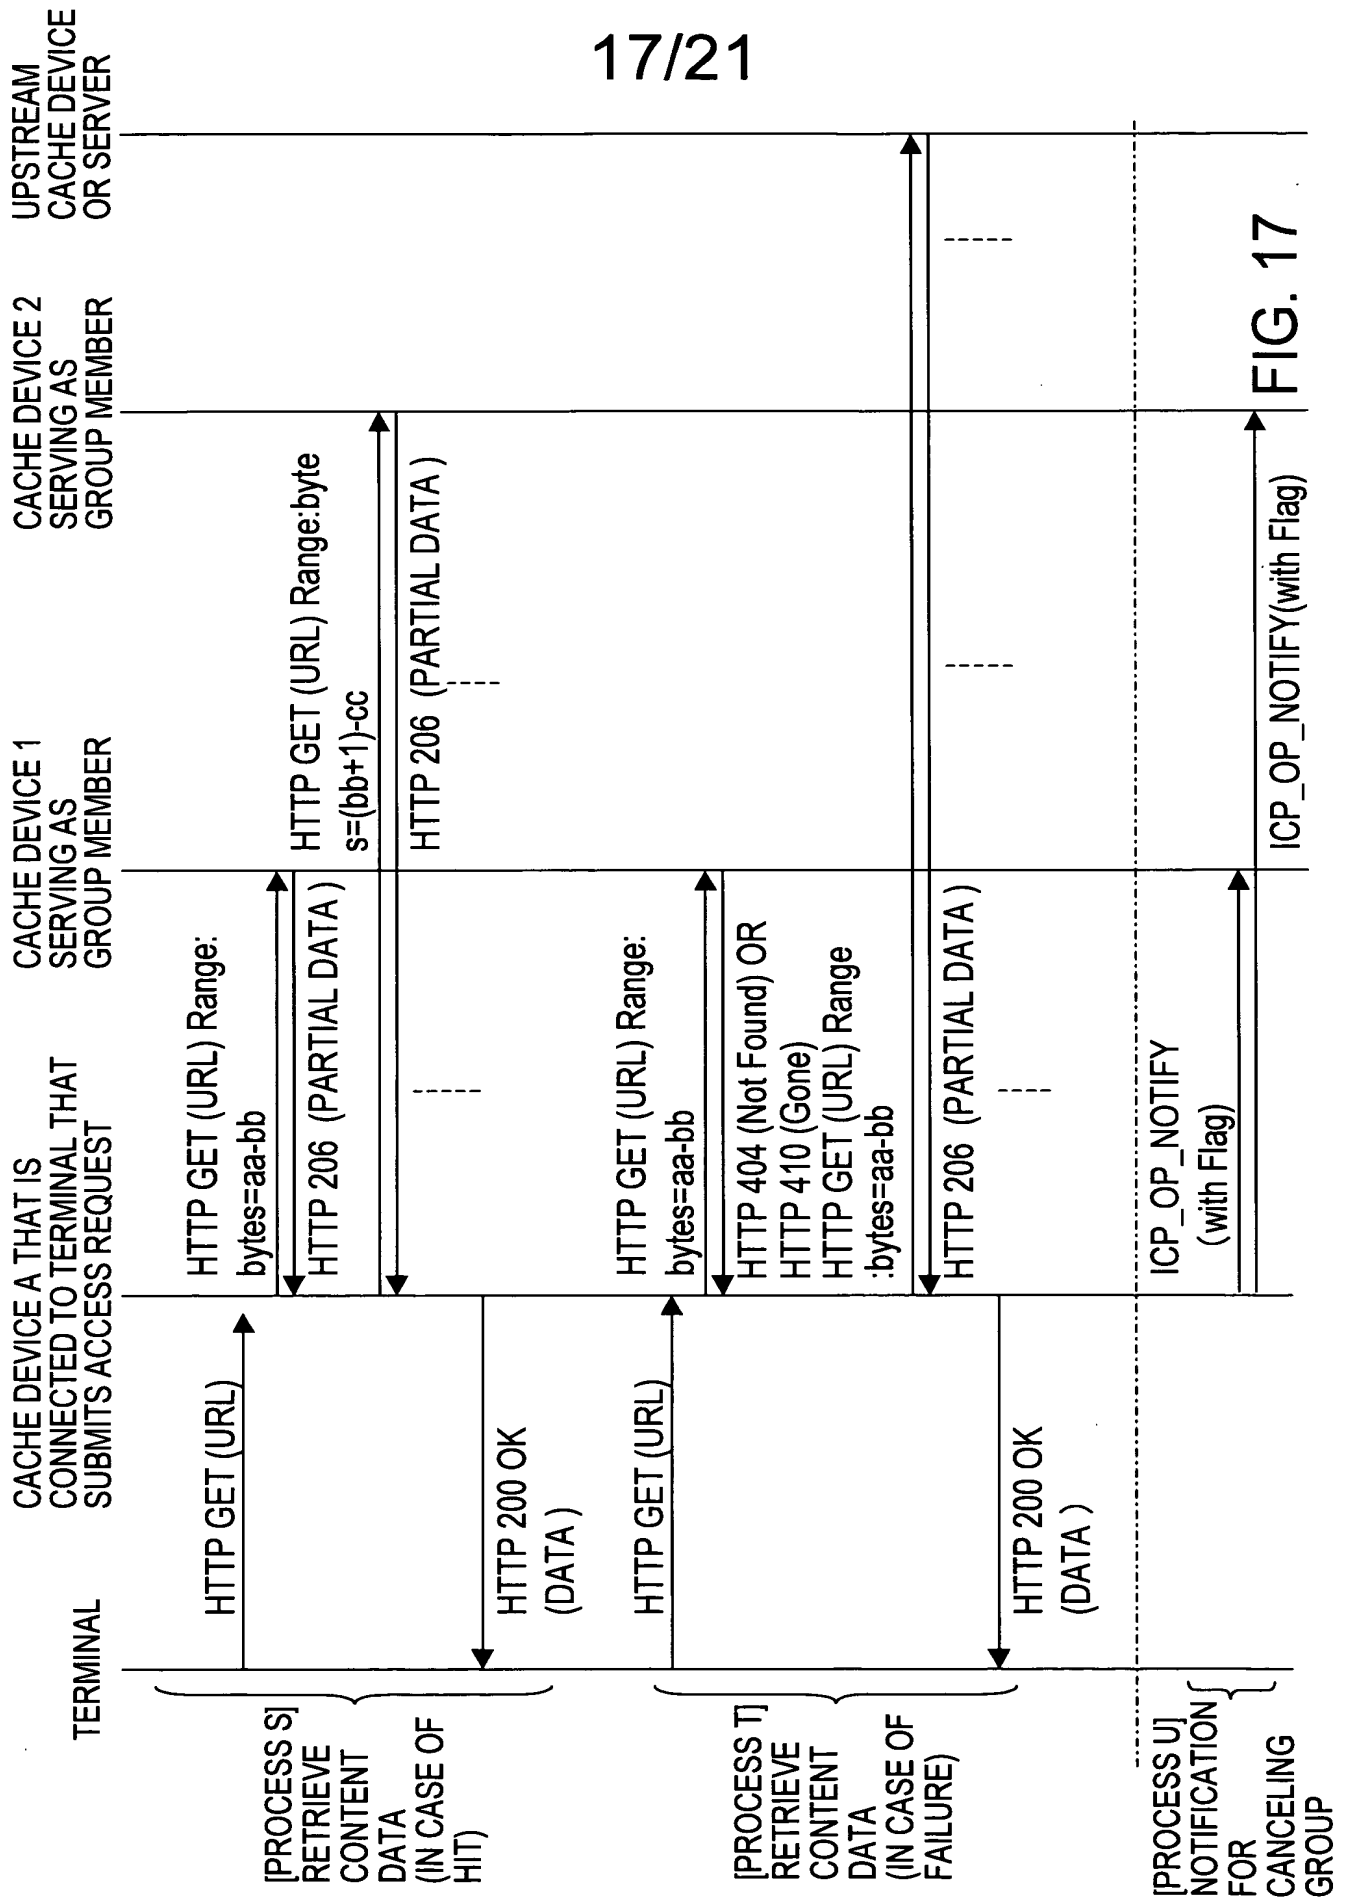 17/21
TERMINAL
CACHE DEVICE A THAT IS
CONNECTED TO TERMINAL THAT
SUBMITS ACCESS REQUEST
CACHE DEVICE 1
SERVING AS
GROUP MEMBER
CACHE DEVICE 2
SERVING AS
GROUP MEMBER
UPSTREAM
CACHE DEVICE
OR SERVER
[PROCESS S]
RETRIEVE
CONTENT
DATA
(IN CASE OF
HIT)
HTTP GET (URL)
HTTP GET (URL) Range:
bytes=aa-bb
HTTP 206 (PARTIAL DATA )
HTTP GET (URL) Range:byte
s=(bb+1)-cc
HTTP 206 (PARTIAL DATA )
HTTP 200 OK
(DATA )
[PROCESS T]
RETRIEVE
CONTENT
DATA
(IN CASE OF
FAILURE)
HTTP GET (URL)
HTTP GET (URL) Range:
bytes=aa-bb
HTTP 404 (Not Found) OR
HTTP 410 (Gone)
HTTP GET (URL) Range
:bytes=aa-bb
HTTP 206 (PARTIAL DATA )
HTTP 200 OK
(DATA )
[PROCESS U]
NOTIFICATION
FOR
CANCELING
GROUP
ICP_OP_NOTIFY
(with Flag)
ICP_OP_NOTIFY(with Flag)
FIG. 17